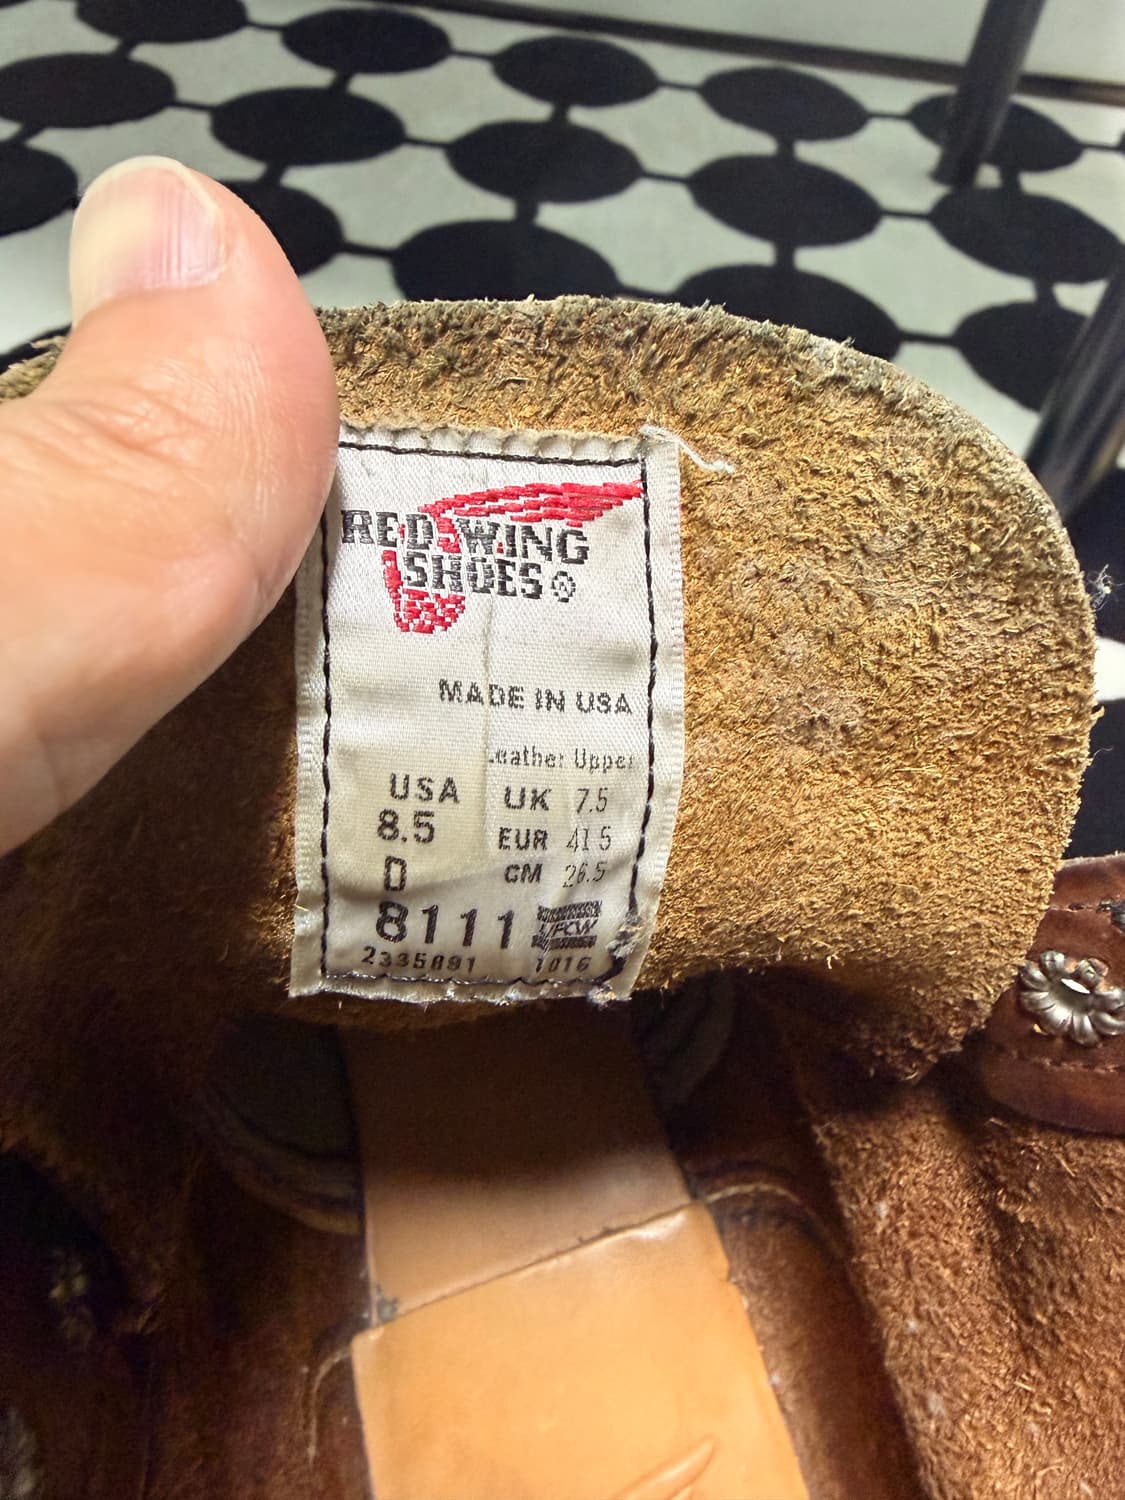 RED WING
SHOES ®
MADE IN USA
Leather Upper
USA UK 7.5
8.5 EUR 41.5
D CM 26.5
8111 UFCW
2335891 1016